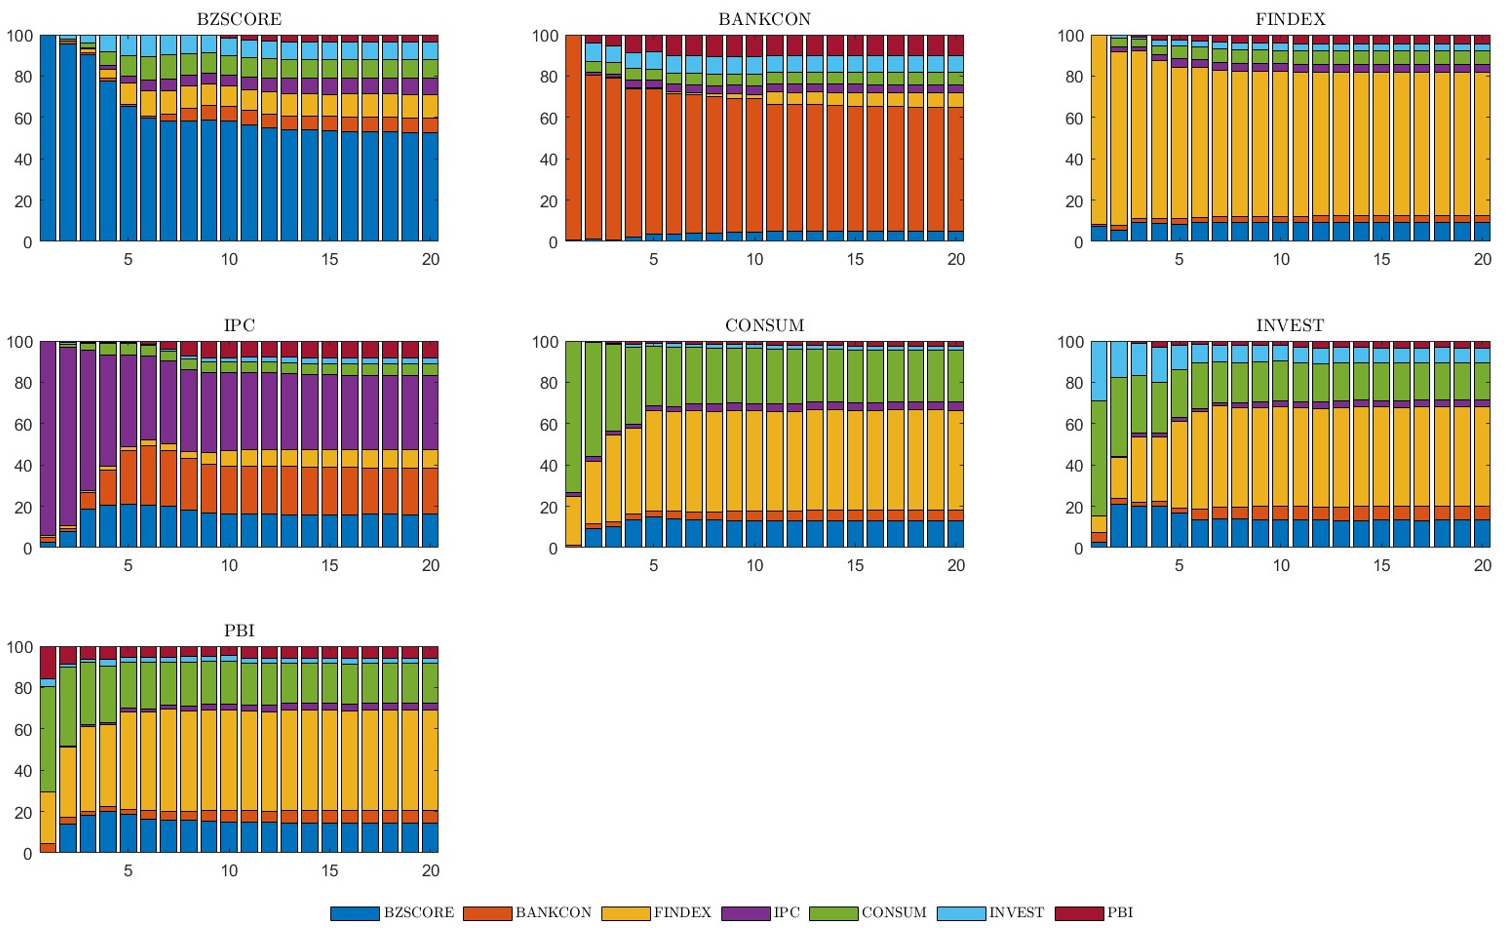 BZSCORE BANKCON FINDEX
100 100 100
80 80 80
60 60 60
40 40 40
20 20 20
0 0 0
5 10 15 20 5 10 15 20 5 10 15 20
IPC CONSUM INVEST
100 100 100
80 80 80
60 60 60
40 40 40
20 20 20
0 0 0
5 10 15 20 5 10 15 20 5 10 15 20
PBI
100
80
60
40
20
0
5 10 15 20
BZSCORE BANKCON FINDEX IPC CONSUM INVEST PBI